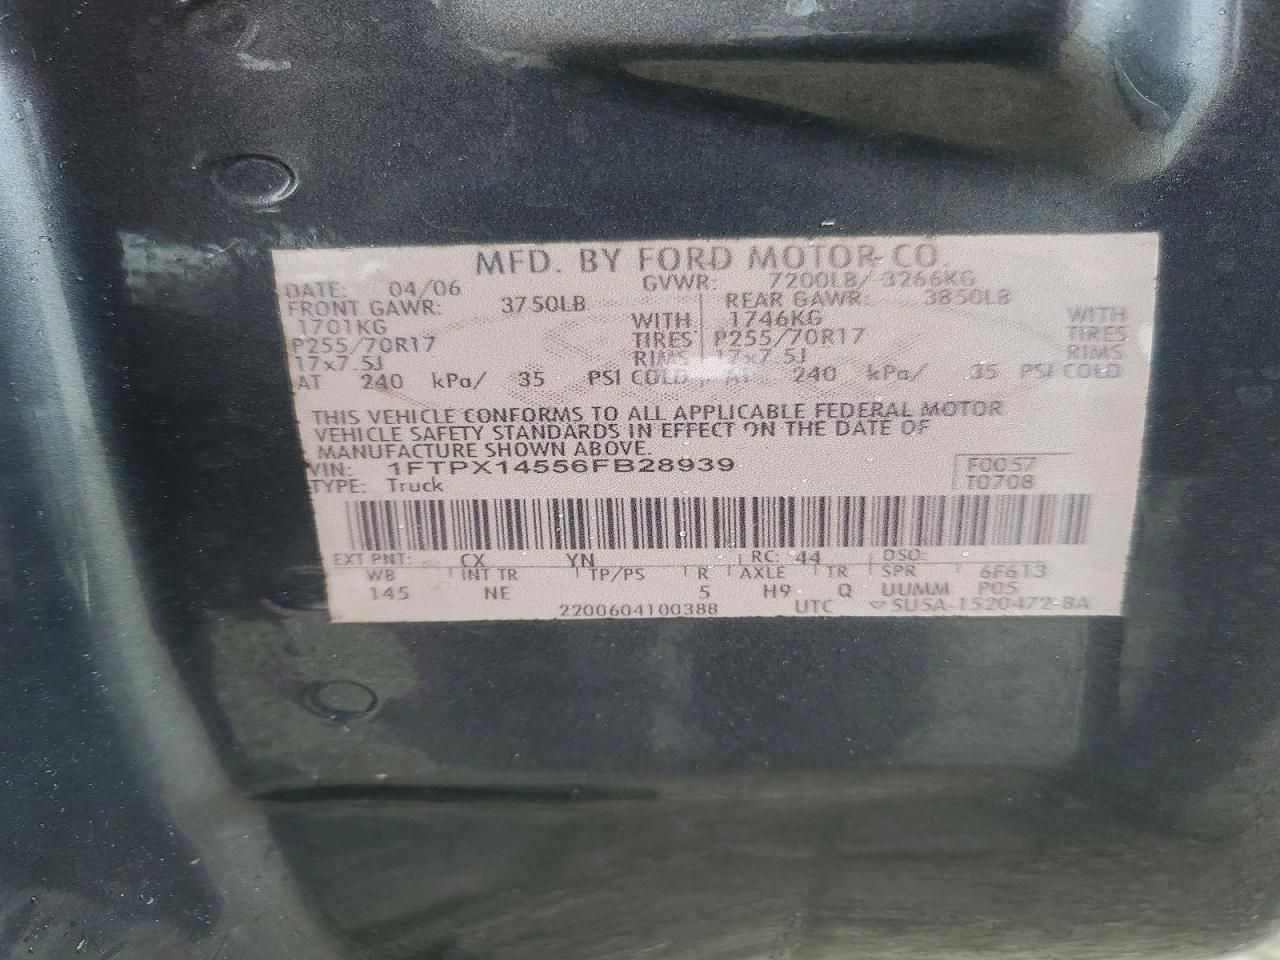 MFD. BY FORD MOTOR CO.
DATE: 04/06 GVWR: 7200LB/ 3266KG
FRONT GAWR: 3750LB REAR GAWR: 3850LB
1701KG WITH 1746KG WITH
P255/70R17 TIRES P255/70R17 TIRES
17x7.5J RIMS 17x7.5J RIMS
AT 240 kPa/ 35 PSI COLD AT 240 kPa/ 35 PSI COLD
THIS VEHICLE CONFORMS TO ALL APPLICABLE FEDERAL MOTOR
VEHICLE SAFETY STANDARDS IN EFFECT ON THE DATE OF
MANUFACTURE SHOWN ABOVE.
VIN: 1FTPX14556FB28939 F0057
TYPE: Truck T0708
EXT PNT: CX YN RC: 44 DSO:
WB INT TR TP/PS R AXLE TR SPR 6F613
145 NE 5 H9 Q UUMM P05
2200604100388 UTC ▽ SU5A-1520472-BA